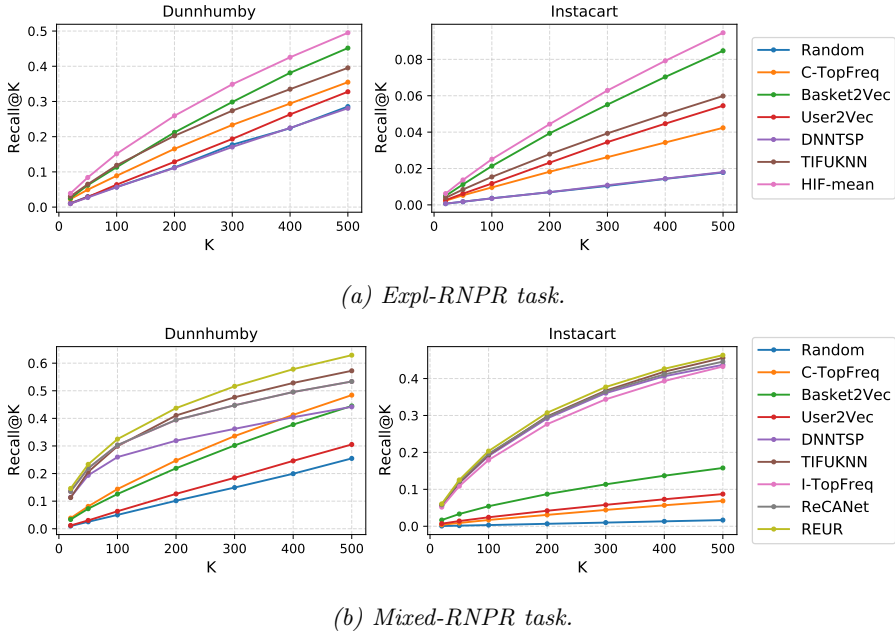 Dunnhumby
Instacart
Recall@K
0.5
0.4
0.3
0.2
0.1
0.0
0 100 200 300 400 500
K
Recall@K
0.08
0.06
0.04
0.02
0.00
0 100 200 300 400 500
K
Random
C-TopFreq
Basket2Vec
User2Vec
DNNTSP
TIFUKNN
HIF-mean
(a) Expl-RNPR task.
Dunnhumby
Instacart
Recall@K
0.6
0.5
0.4
0.3
0.2
0.1
0.0
0 100 200 300 400 500
K
Recall@K
0.4
0.3
0.2
0.1
0.0
0 100 200 300 400 500
K
Random
C-TopFreq
Basket2Vec
User2Vec
DNNTSP
TIFUKNN
I-TopFreq
ReCANet
REUR
(b) Mixed-RNPR task.